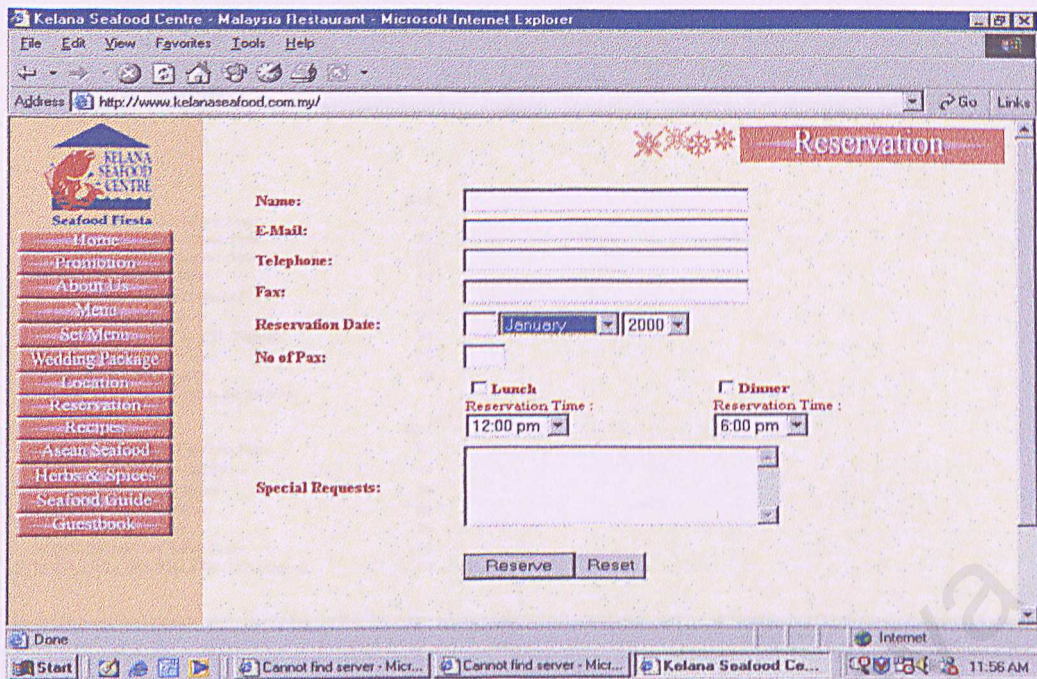 Kelana Seafood Centre - Malaysia Restaurant - Microsoft Internet Explorer
File Edit View Favorites Tools Help
Address http://www.kelanaseafood.com.my/ Go Links
KELANA
SEAFOOD
CENTRE
Seafood Fiesta
Home
Promotion
About Us
Menu
Set Menu
Wedding Package
Location
Reservation
Recipes
Asean Seafood
Herbs & Spices
Seafood Guide
Guestbook
Reservation
Name:
E-Mail:
Telephone:
Fax:
Reservation Date: January 2000
No of Pax:
Lunch Dinner
Reservation Time : Reservation Time :
12:00 pm 6:00 pm
Special Requests:
Reserve Reset
Done Internet
Start Cannot find server - Micr... Cannot find server - Micr... Kelana Seafood Ce... 11:56 AM